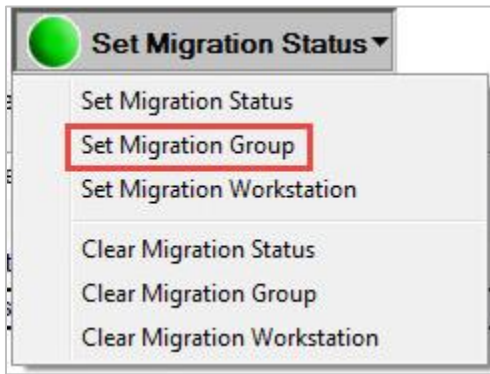 Set Migration Status
Set Migration Status
Set Migration Group
Set Migration Workstation
Clear Migration Status
Clear Migration Group
Clear Migration Workstation